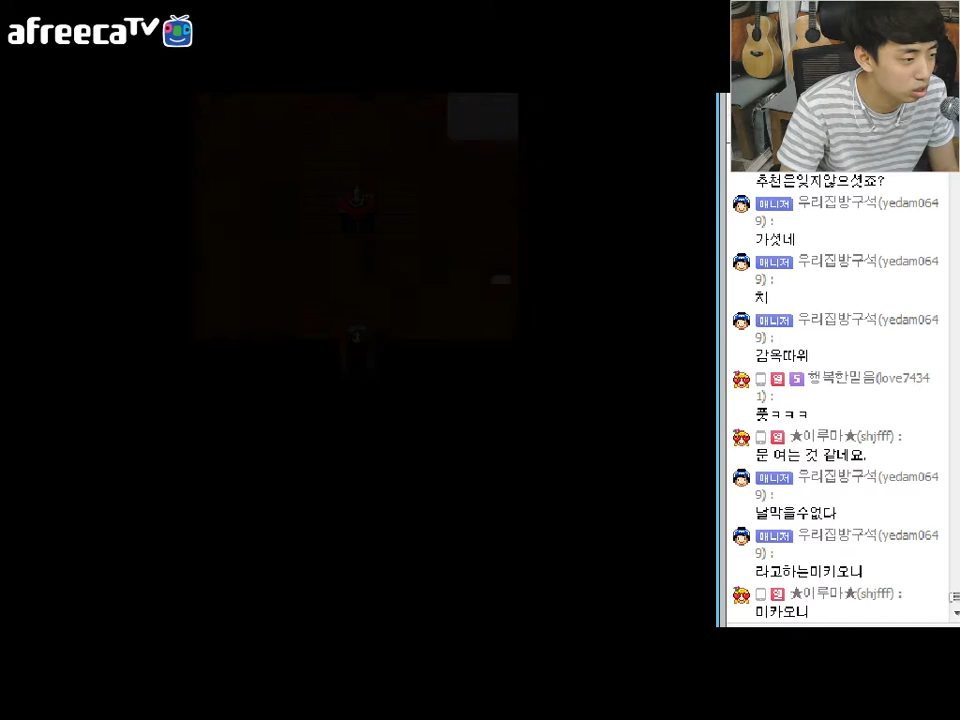 afreecaTV
추천은잊지않으셧죠?
매니저 우리집방구석(yedam064
9) :
가셧네
매니저 우리집방구석(yedam064
9) :
치
매니저 우리집방구석(yedam064
9) :
감옥따위
열 5 행복한믿음(love7434
1) :
풋ㅋㅋㅋ
열 ★이루마★(shjfff) :
문 여는 것 같네요.
매니저 우리집방구석(yedam064
9) :
날막을수없다
매니저 우리집방구석(yedam064
9) :
라고하는미키오니
열 ★이루마★(shjfff) :
미카오니